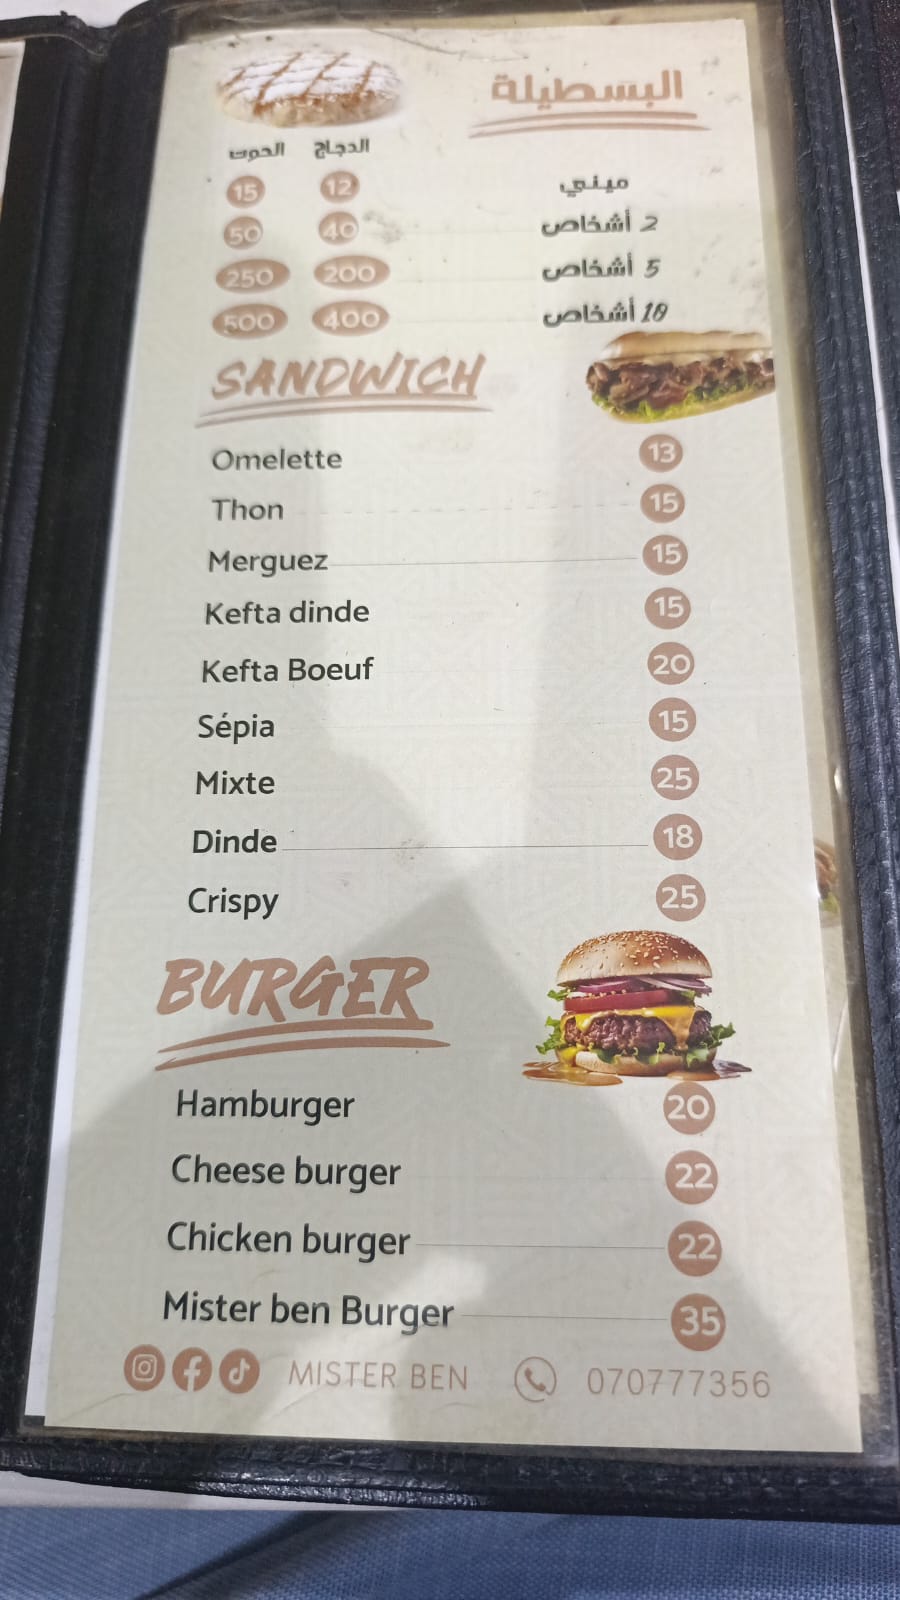 البسطيلة
الدجاج الحوت
ميني 12 15
2 أشخاص 40 50
5 أشخاص 200 250
10 أشخاص 400 500
SANDWICH
Omelette 13
Thon 15
Merguez 15
Kefta dinde 15
Kefta Boeuf 20
Sépia 15
Mixte 25
Dinde 18
Crispy 25
BURGER
Hamburger 20
Cheese burger 22
Chicken burger 22
Mister ben Burger 35
MISTER BEN 070777356